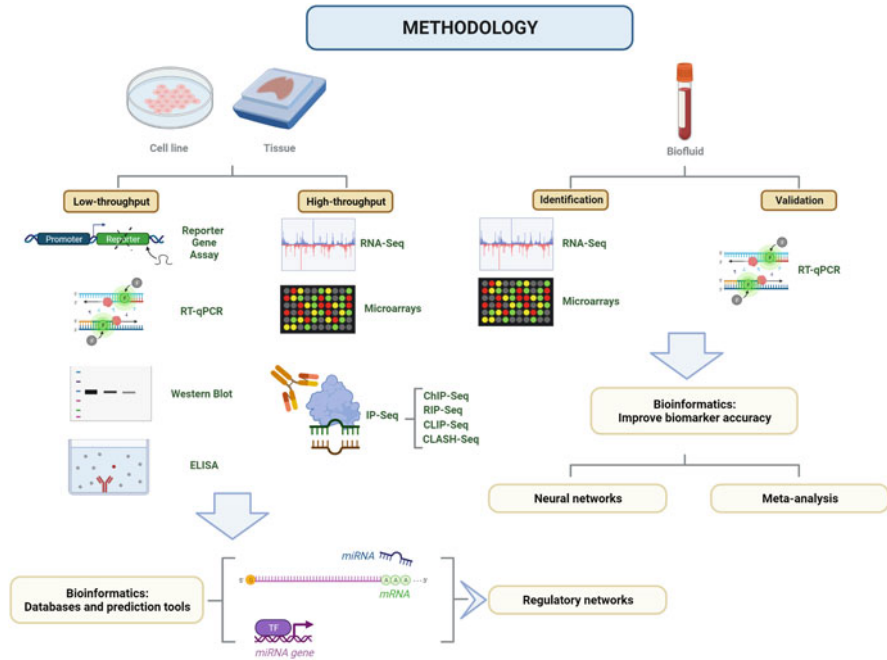 METHODOLOGY
Cell line
Tissue
Biofluid
Low-throughput
High-throughput
Identification
Validation
Promoter
Reporter
Reporter
Gene
Assay
RNA-Seq
RNA-Seq
RT-qPCR
RT-qPCR
Microarrays
Microarrays
Western Blot
IP-Seq
ChIP-Seq
RIP-Seq
CLIP-Seq
CLASH-Seq
ELISA
Bioinformatics:
Improve biomarker accuracy
Neural networks
Meta-analysis
Bioinformatics:
Databases and prediction tools
miRNA
5'
A A A
3'
mRNA
TF
miRNA gene
Regulatory networks